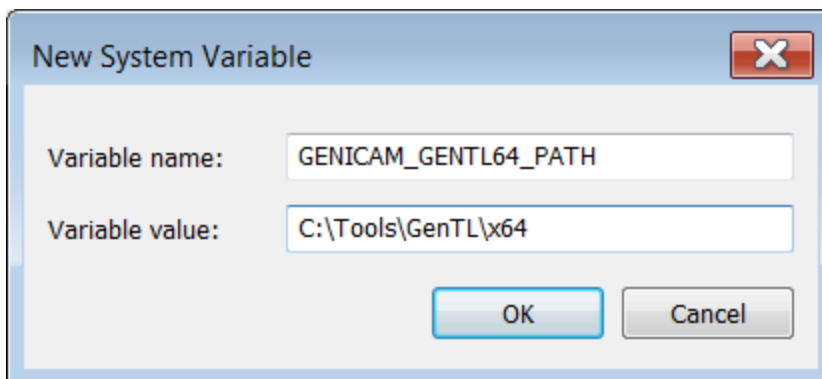 New System Variable
Variable name: GENICAM_GENTL64_PATH
Variable value: C:\Tools\GenTL\x64
OK Cancel